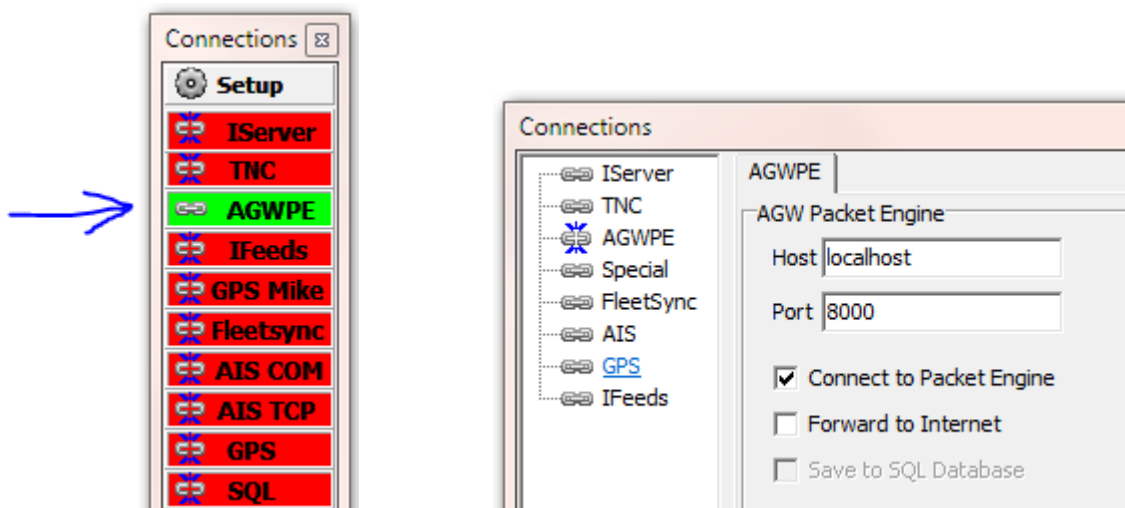 Connections
Setup
IServer
TNC
AGWPE
IFeeds
GPS Mike
Fleetsync
AIS COM
AIS TCP
GPS
SQL
Connections
IServer
TNC
AGWPE
Special
FleetSync
AIS
GPS
IFeeds
AGWPE
AGW Packet Engine
Host localhost
Port 8000
Connect to Packet Engine
Forward to Internet
Save to SQL Database